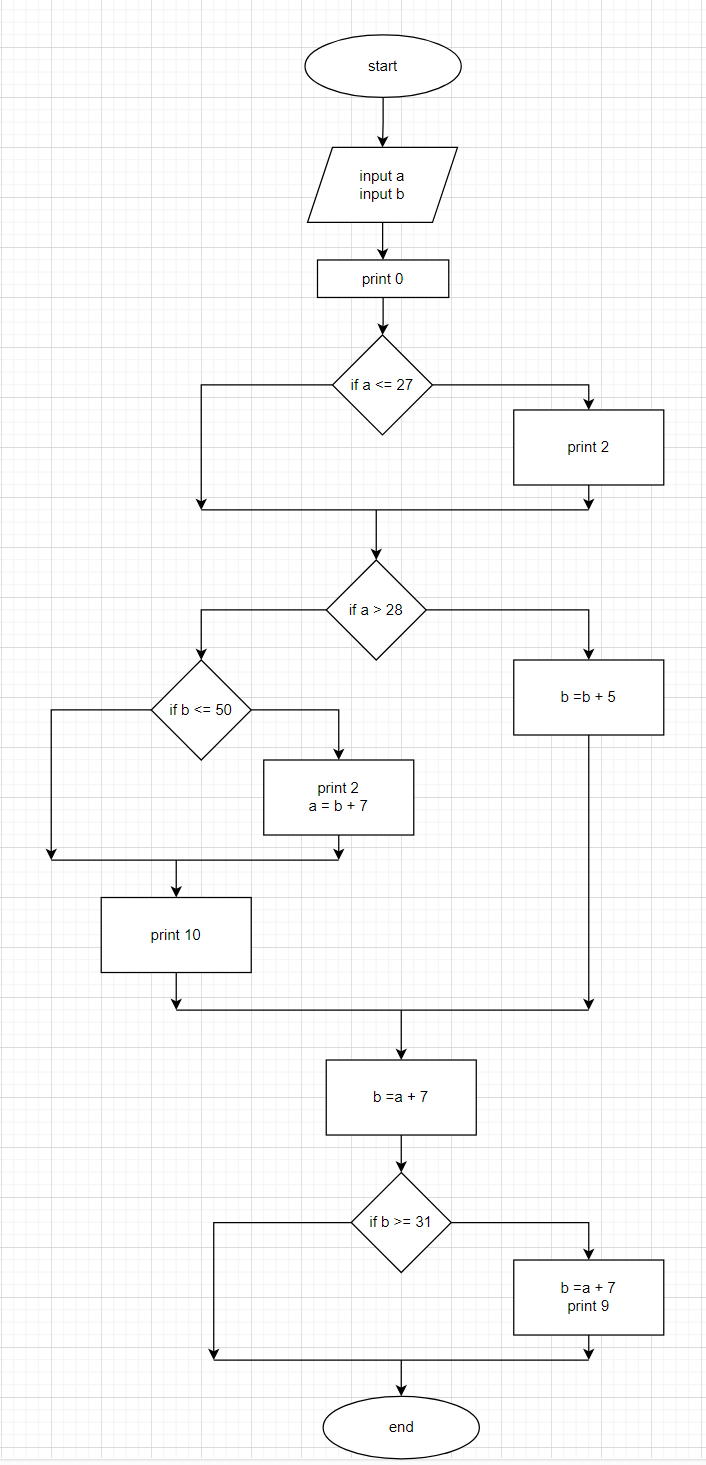 start
input a
input b
print 0
if a <= 27
print 2
if a > 28
if b <= 50
b =b + 5
print 2
a = b + 7
print 10
b =a + 7
if b >= 31
b =a + 7
print 9
end